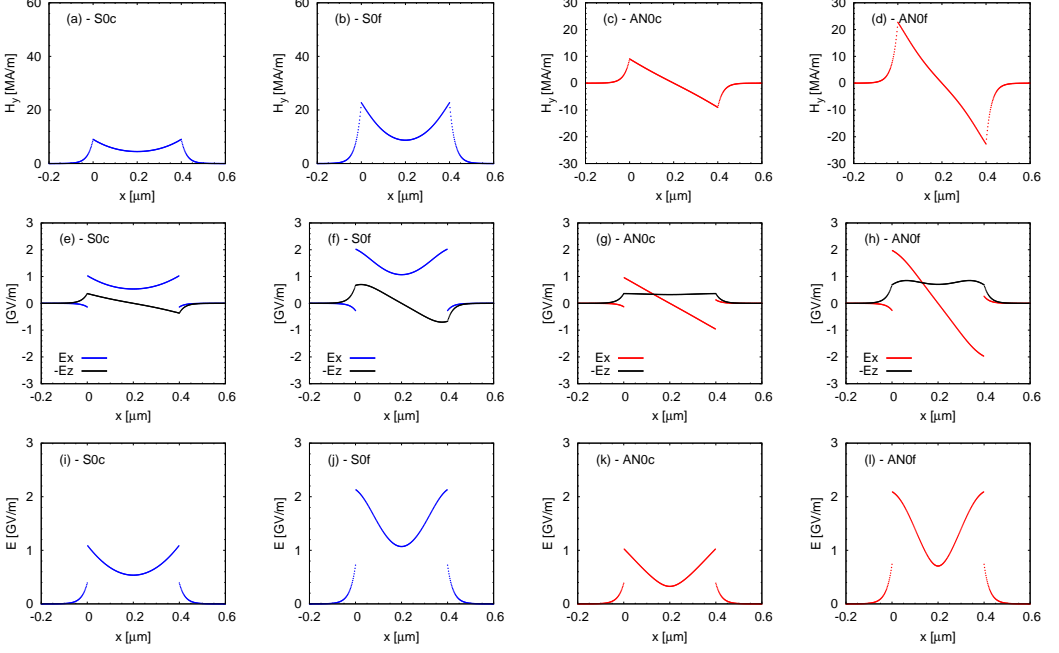 (a) - S0c
H_y [MA/m]
60
40
20
0
-0.2 0 0.2 0.4 0.6
x [μm]
(b) - S0f
H_y [MA/m]
60
40
20
0
-0.2 0 0.2 0.4 0.6
x [μm]
(c) - AN0c
H_y [MA/m]
30
20
10
0
-10
-20
-30
-0.2 0 0.2 0.4 0.6
x [μm]
(d) - AN0f
H_y [MA/m]
30
20
10
0
-10
-20
-30
-0.2 0 0.2 0.4 0.6
x [μm]
(e) - S0c
[GV/m]
3
2
1
0
-1
-2
-3
Ex
-Ez
-0.2 0 0.2 0.4 0.6
x [μm]
(f) - S0f
[GV/m]
3
2
1
0
-1
-2
-3
Ex
-Ez
-0.2 0 0.2 0.4 0.6
x [μm]
(g) - AN0c
[GV/m]
3
2
1
0
-1
-2
-3
Ex
-Ez
-0.2 0 0.2 0.4 0.6
x [μm]
(h) - AN0f
[GV/m]
3
2
1
0
-1
-2
-3
Ex
-Ez
-0.2 0 0.2 0.4 0.6
x [μm]
(i) - S0c
E [GV/m]
3
2
1
0
-0.2 0 0.2 0.4 0.6
x [μm]
(j) - S0f
E [GV/m]
3
2
1
0
-0.2 0 0.2 0.4 0.6
x [μm]
(k) - AN0c
E [GV/m]
3
2
1
0
-0.2 0 0.2 0.4 0.6
x [μm]
(l) - AN0f
E [GV/m]
3
2
1
0
-0.2 0 0.2 0.4 0.6
x [μm]